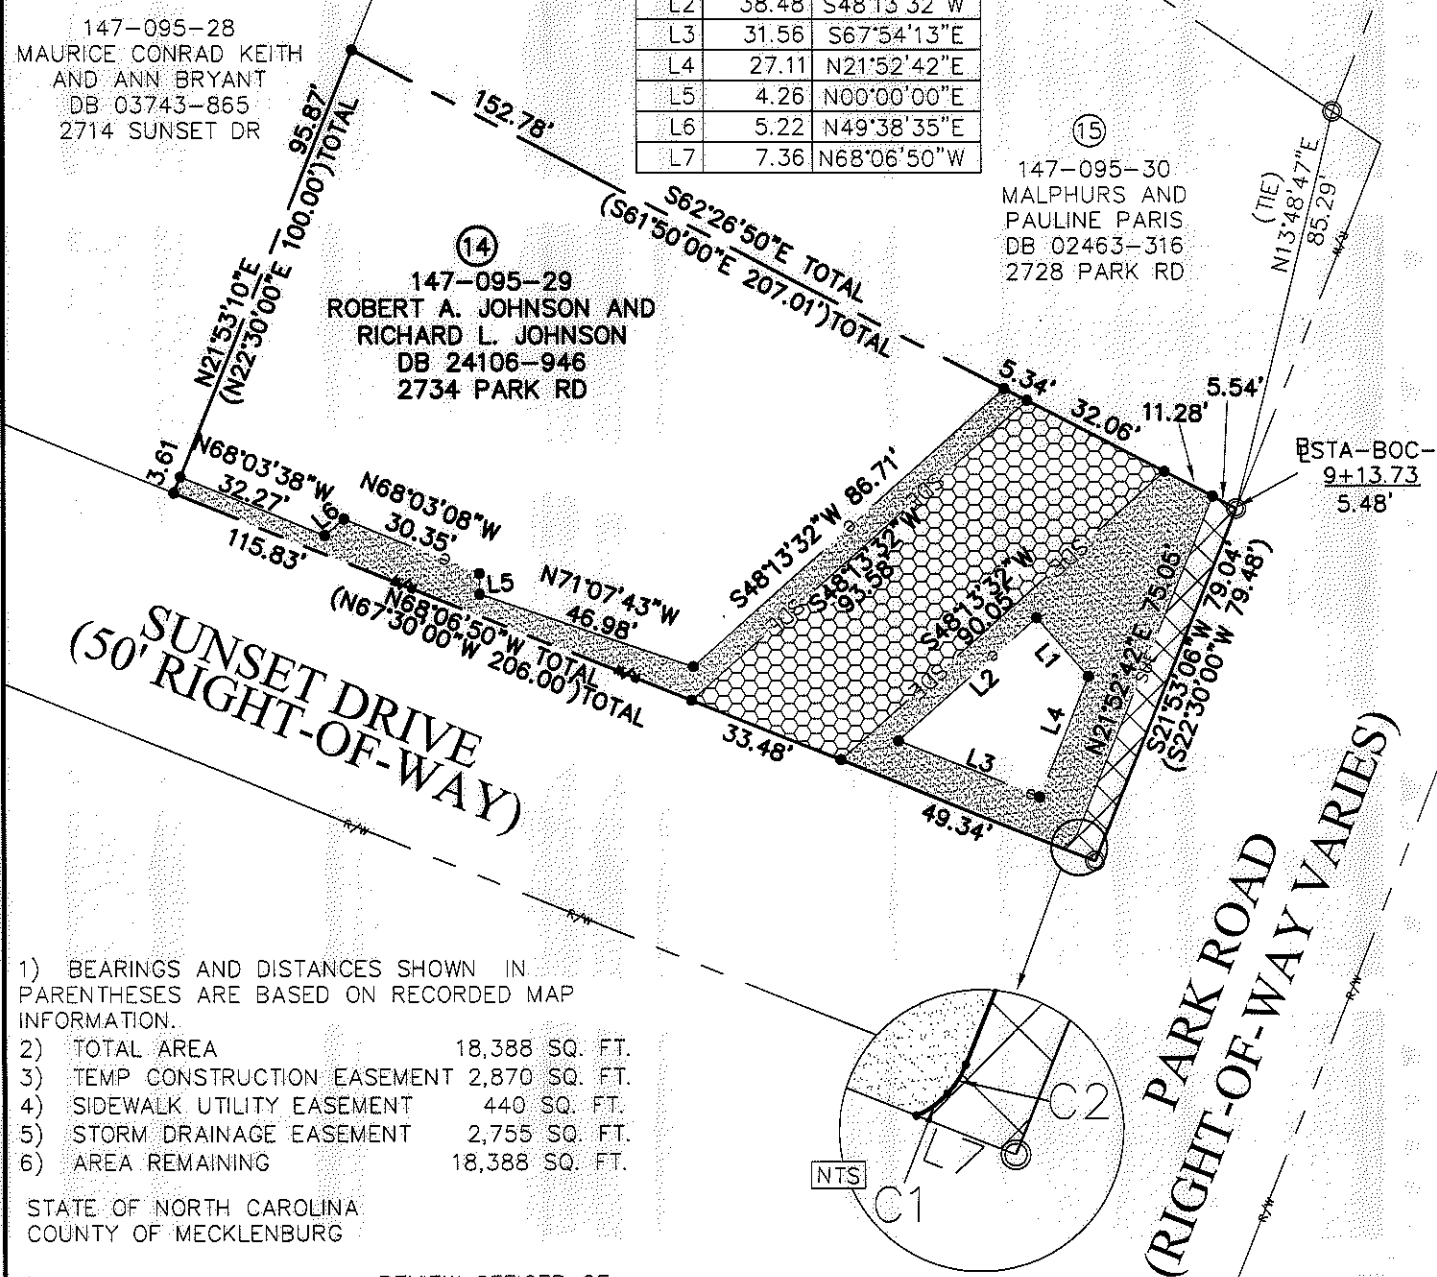 147-095-28
MAURICE CONRAD KEITH
AND ANN BRYANT
DB 03743-865
2714 SUNSET DR
L2 38.48 S48°13'32"W
L3 31.56 S67°54'13"E
L4 27.11 N21°52'42"E
L5 4.26 N00°00'00"E
L6 5.22 N49°38'35"E
L7 7.36 N68°06'50"W
15
147-095-30
MALPHURS AND
PAULINE PARIS
DB 02463-316
2728 PARK RD
(TIE)
N13°48'47"E
85.29'
R/W
95.87'
N21°53'10"E
(N22°30'00"E 100.00')TOTAL
152.78'
S62°26'50"E TOTAL
(S61°50'00"E 207.01')TOTAL
14
147-095-29
ROBERT A. JOHNSON AND
RICHARD L. JOHNSON
DB 24106-946
2734 PARK RD
5.34'
32.06'
11.28'
5.54'
STA-BOC-
9+13.73
5.48'
3.61
N68°03'38"W
32.27'
L6
N68°03'08"W
30.35'
L5
N71°07'43"W
46.98'
115.83'
R/W
N68°06'50"W TOTAL
(N67°30'00"W 206.00')TOTAL
R/W
S48°13'32"W 86.71'
SDE
SDE
S48°13'32"W
93.58'
S48°13'32"W
90.05'
SDE
SDE
L1
L2
L3
L4
N21°52'42"E 75.05'
SUE
S21°53'06"W 79.04'
(S22°30'00"W 79.48')
33.48'
49.34'
SUNSET DRIVE
(50' RIGHT-OF-WAY)
R/W
R/W
PARK ROAD
(RIGHT-OF-WAY VARIES)
R/W
R/W
1) BEARINGS AND DISTANCES SHOWN IN
PARENTHESES ARE BASED ON RECORDED MAP
INFORMATION.
2) TOTAL AREA 18,388 SQ. FT.
3) TEMP CONSTRUCTION EASEMENT 2,870 SQ. FT.
4) SIDEWALK UTILITY EASEMENT 440 SQ. FT.
5) STORM DRAINAGE EASEMENT 2,755 SQ. FT.
6) AREA REMAINING 18,388 SQ. FT.
STATE OF NORTH CAROLINA
COUNTY OF MECKLENBURG
C2
L7
NTS
C1